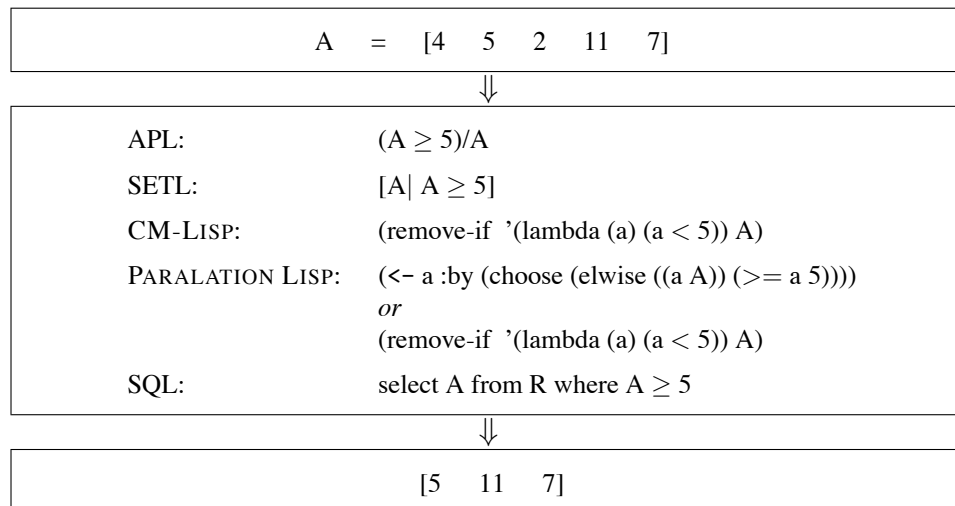 A = [4 5 2 11 7]
⇓
APL: (A ≥ 5)/A
SETL: [A| A ≥ 5]
CM-LISP: (remove-if ’(lambda (a) (a < 5)) A)
PARALATION LISP: (<- a :by (choose (elwise ((a A)) (>= a 5))))
or
(remove-if ’(lambda (a) (a < 5)) A)
SQL: select A from R where A ≥ 5
⇓
[5 11 7]